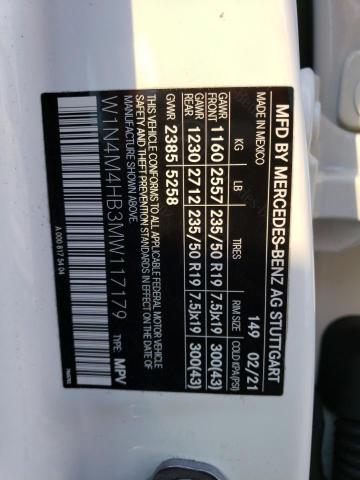 MFD BY MERCEDES-BENZ AG STUTTGART
MADE IN MEXICO
149 02/21
KG LB TIRES RIM SIZE COLD KPA(PSI)
GAWR
FRONT 1160 2557 235/50 R19 7.5Jx19 300(43)
GAWR
REAR 1230 2712 235/50 R19 7.5Jx19 300(43)
GVWR 2385 5258
THIS VEHICLE CONFORMS TO ALL APPLICABLE FEDERAL MOTOR VEHICLE
SAFETY, BUMPER, AND THEFT PREVENTION STANDARDS IN EFFECT ON THE
DATE OF MANUFACTURE SHOWN ABOVE.
W1N4M4HB3MW117179 TYPE: MPV